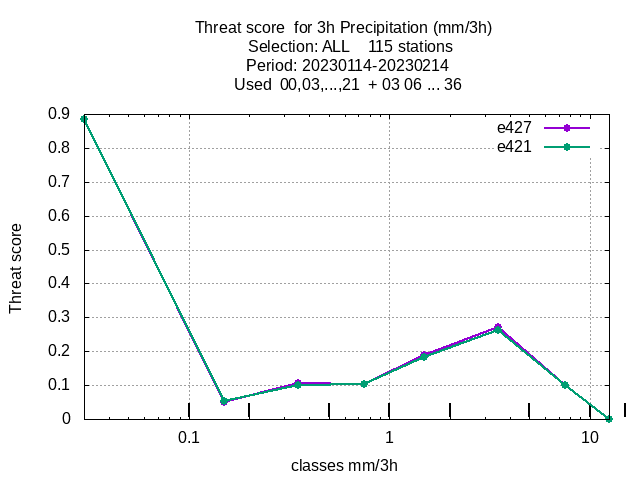 Threat score  for 3h Precipitation (mm/3h)
Selection: ALL    115 stations
Period: 20230114-20230214
Used  00,03,...,21  + 03 06 ... 36
e427
e421
0.9
0.8
0.7
0.6
0.5
0.4
0.3
0.2
0.1
0
Threat score
0.1 1 10
classes mm/3h